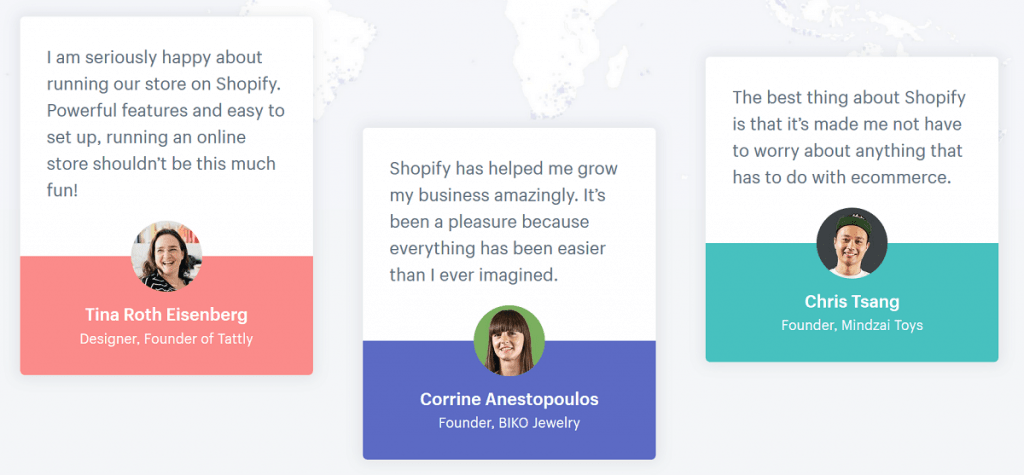 I am seriously happy about
running our store on Shopify.
Powerful features and easy to
set up, running an online
store shouldn’t be this much
fun!
Tina Roth Eisenberg
Designer, Founder of Tattly
Shopify has helped me grow
my business amazingly. It’s
been a pleasure because
everything has been easier
than I ever imagined.
Corrine Anestopoulos
Founder, BIKO Jewelry
The best thing about Shopify
is that it’s made me not have
to worry about anything that
has to do with ecommerce.
Chris Tsang
Founder, Mindzai Toys